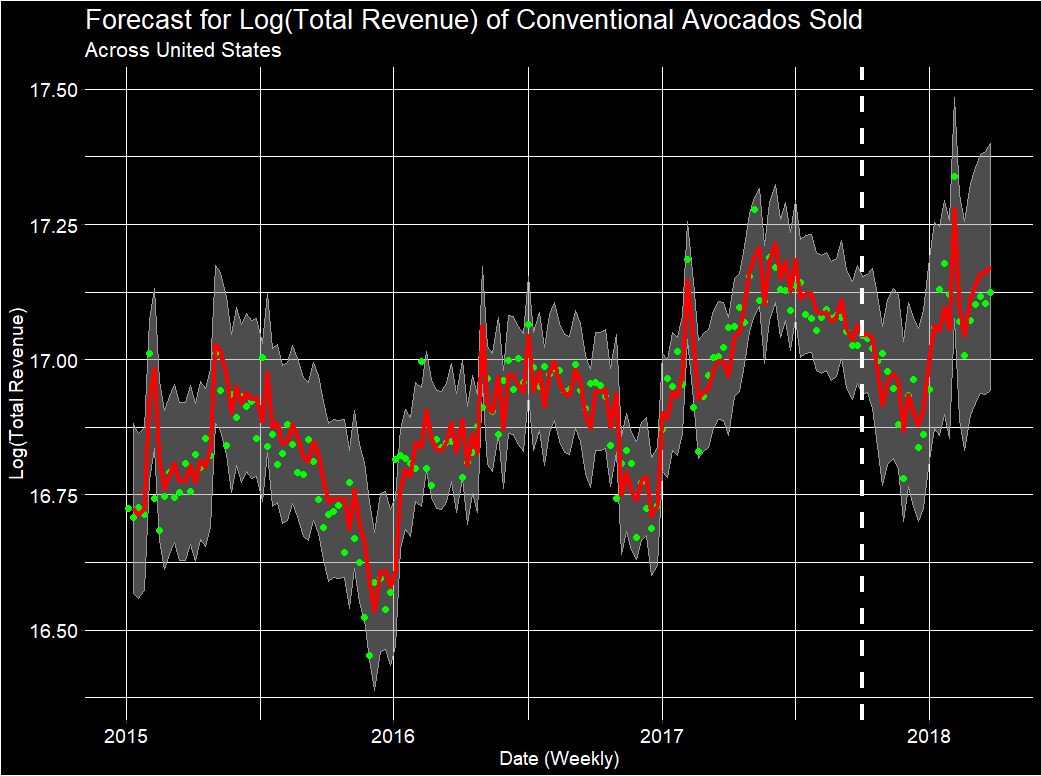 Forecast for Log(Total Revenue) of Conventional Avocados Sold
Across United States
17.50
17.25
17.00
16.75
16.50
Log(Total Revenue)
2015 2016 2017 2018
Date (Weekly)